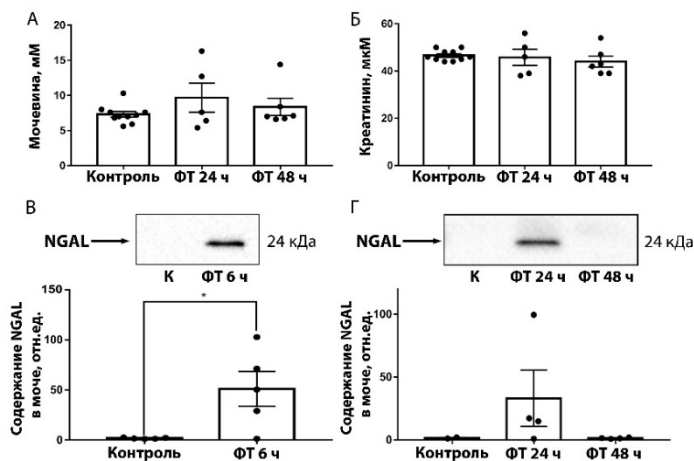 А
Мочевина, мМ
20
15
10
5
0
Контроль ФТ 24 ч ФТ 48 ч
Б
Креатинин, мкМ
60
40
20
0
Контроль ФТ 24 ч ФТ 48 ч
В
NGAL
24 кДа
К ФТ 6 ч
Содержание NGAL
в моче, отн.ед.
150
100
50
0
*
Контроль ФТ 6 ч
Г
NGAL
24 кДа
К ФТ 24 ч ФТ 48 ч
Содержание NGAL
в моче, отн.ед.
100
50
0
Контроль ФТ 24 ч ФТ 48 ч